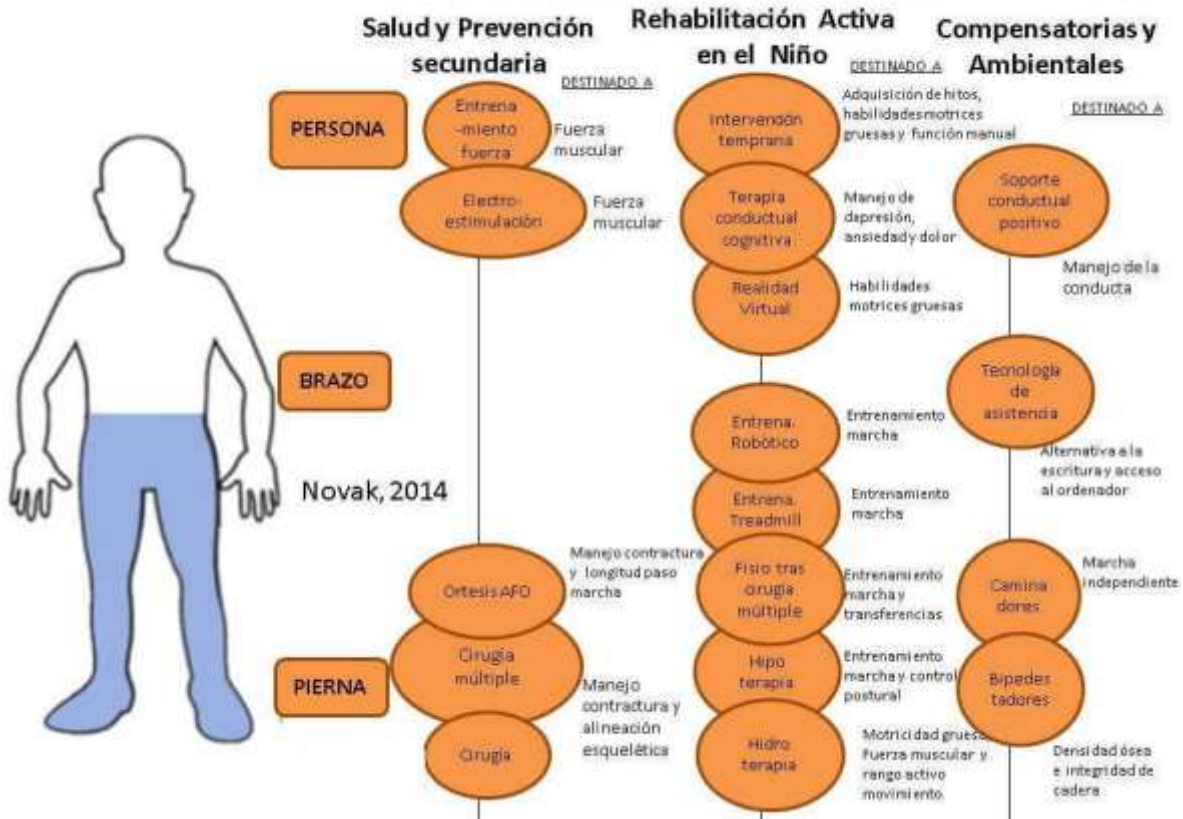 Salud y Prevención
secundaria
DESTINADO A
Rehabilitación Activa
en el Niño
DESTINADO A
Compensatorias y
Ambientales
DESTINADO A
PERSONA
Entrena
-miento
fuerza
Fuerza
muscular
Electro-
estimulación
Fuerza
muscular
Intervención
temprana
Adquisición de hitos,
habilidades motrices
gruesas y función manual
Terapia
conductual
cognitiva
Manejo de
depresión,
ansiedad y dolor
Realidad
Virtual
Habilidades
motrices gruesas
Soporte
conductual
positivo
Manejo de la
conducta
BRAZO
Entrena.
Robótico
Entrenamiento
marcha
Tecnología
de
asistencia
Alternativa a la
escritura y acceso
al ordenador
Novak, 2014
Entrena.
Treadmill
Entrenamiento
marcha
Ortesis AFO
Manejo contractura
y longitud paso
marcha
Fisio tras
cirugía
múltiple
Entrenamiento
marcha y
transferencias
Camina
dores
Marcha
independiente
PIERNA
Cirugía
múltiple
Manejo
contractura y
alineación
esquelética
Cirugía
Hipo
terapia
Entrenamiento
marcha y control
postural
Hidro
terapia
Motricidad gruesa
Fuerza muscular y
rango activo
movimiento.
Bipedes
tadores
Densidad ósea
e integridad de
cadera